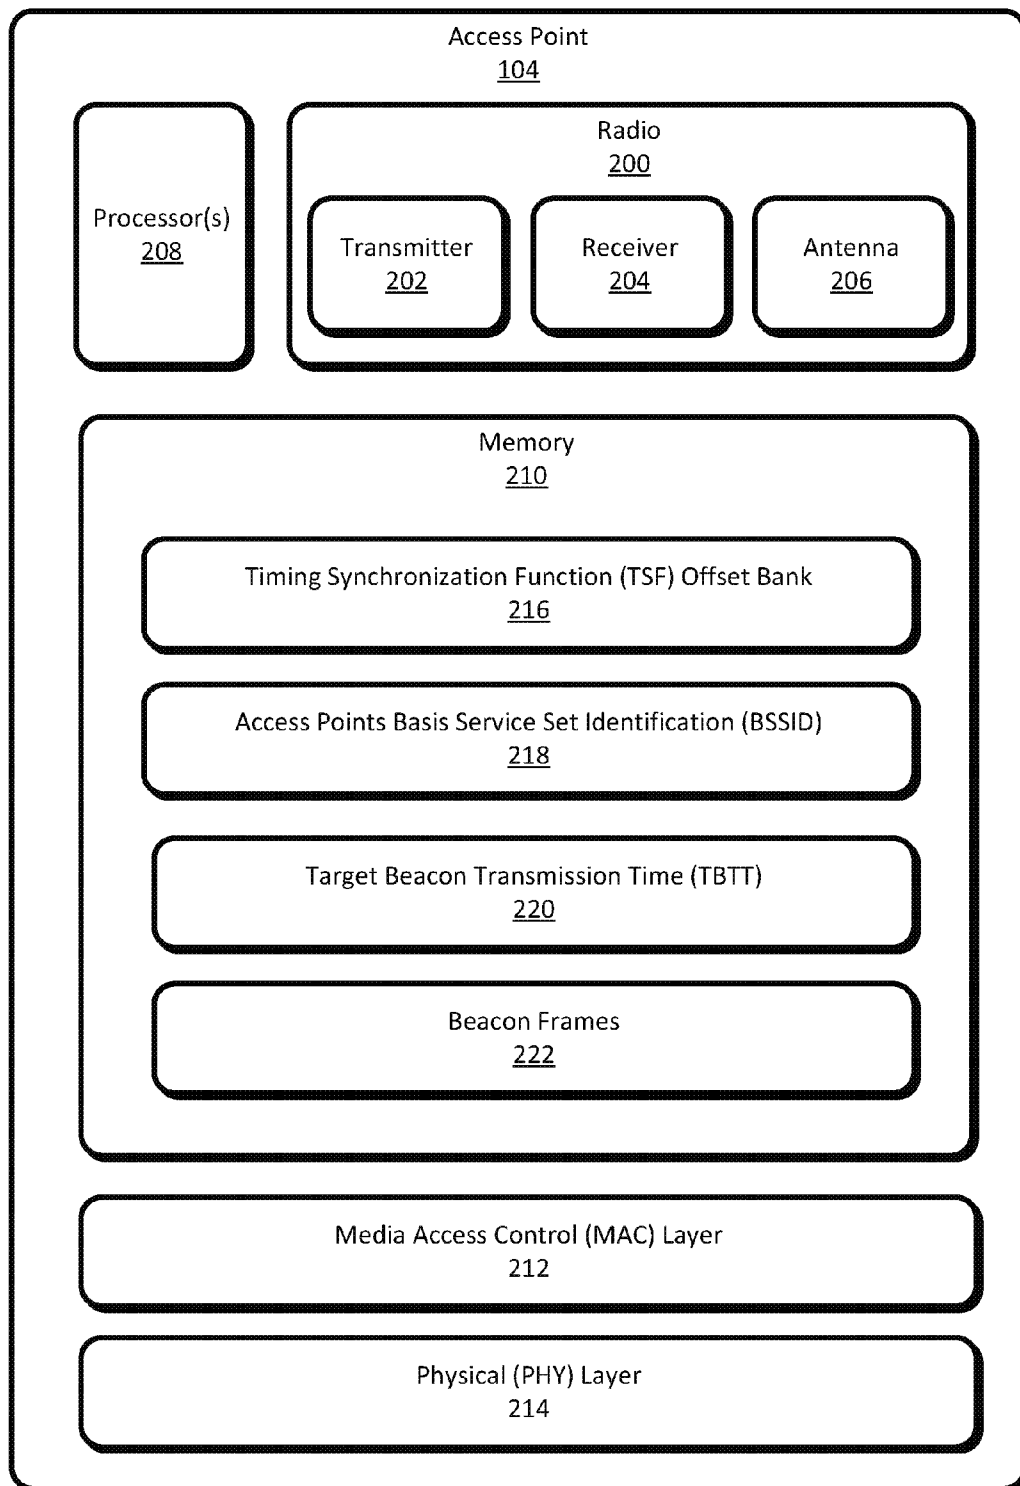 Access Point
104
Processor(s)
208
Radio
200
Transmitter
202
Receiver
204
Antenna
206
Memory
210
Timing Synchronization Function (TSF) Offset Bank
216
Access Points Basis Service Set Identification (BSSID)
218
Target Beacon Transmission Time (TBTT)
220
Beacon Frames
222
Media Access Control (MAC) Layer
212
Physical (PHY) Layer
214